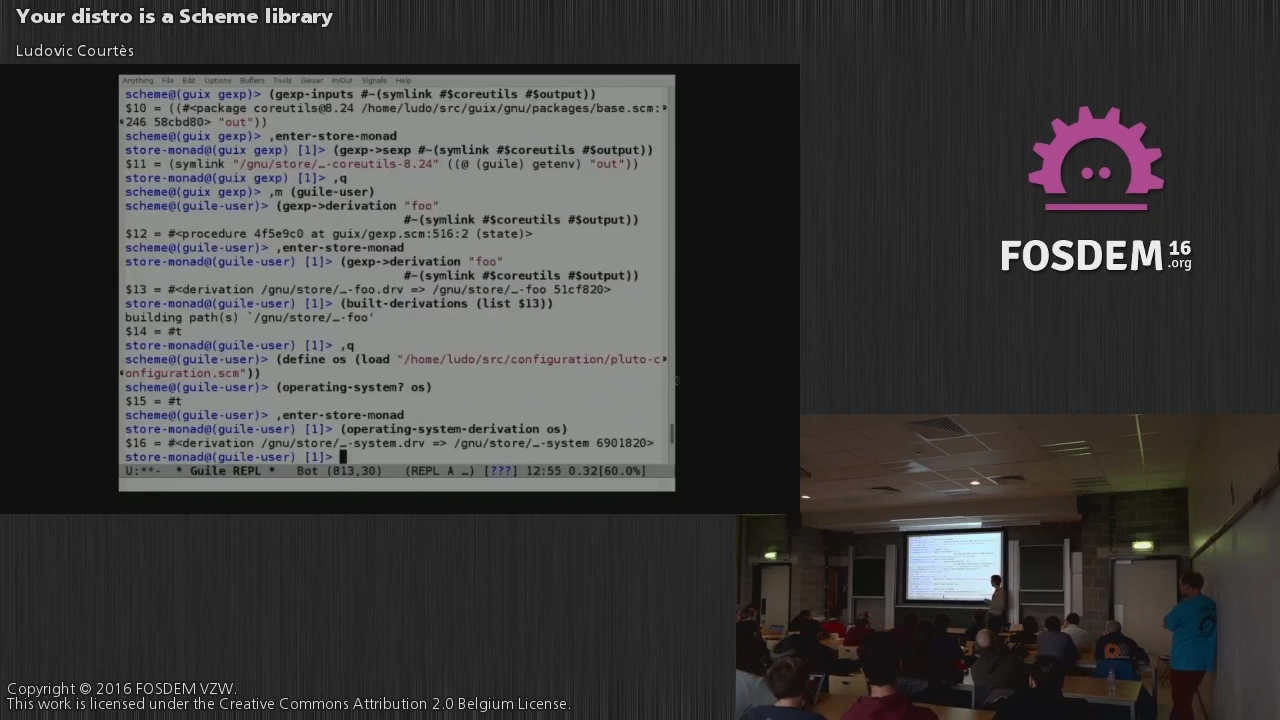 Your distro is a Scheme library
Ludovic Courtès
Anything File Edit Options Buffers Tools Geiser In/Out Signals Help
scheme@(guix gexp)> (gexp-inputs #~(symlink #$coreutils #$output))
$10 = ((#<package coreutils@8.24 /home/ludo/src/guix/gnu/packages/base.scm:
246 58cbd80> "out"))
scheme@(guix gexp)> ,enter-store-monad
store-monad@(guix gexp) [1]> (gexp->sexp #~(symlink #$coreutils #$output))
$11 = (symlink "/gnu/store/…-coreutils-8.24" ((@ (guile) getenv) "out"))
store-monad@(guix gexp) [1]> ,q
scheme@(guix gexp)> ,m (guile-user)
scheme@(guile-user)> (gexp->derivation "foo"
#~(symlink #$coreutils #$output))
$12 = #<procedure 4f5e9c0 at guix/gexp.scm:516:2 (state)>
scheme@(guile-user)> ,enter-store-monad
store-monad@(guile-user) [1]> (gexp->derivation "foo"
#~(symlink #$coreutils #$output))
$13 = #<derivation /gnu/store/…-foo.drv => /gnu/store/…-foo 51cf820>
store-monad@(guile-user) [1]> (built-derivations (list $13))
building path(s) `/gnu/store/…-foo'
$14 = #t
store-monad@(guile-user) [1]> ,q
scheme@(guile-user)> (define os (load "/home/ludo/src/configuration/pluto-c
onfiguration.scm"))
scheme@(guile-user)> (operating-system? os)
$15 = #t
scheme@(guile-user)> ,enter-store-monad
store-monad@(guile-user) [1]> (operating-system-derivation os)
$16 = #<derivation /gnu/store/…-system.drv => /gnu/store/…-system 6901820>
store-monad@(guile-user) [1]>
U:**- * Guile REPL * Bot (813,30) (REPL A …) [???] 12:55 0.32[60.0%]
FOSDEM 16
.org
Copyright © 2016 FOSDEM VZW.
This work is licensed under the Creative Commons Attribution 2.0 Belgium License.